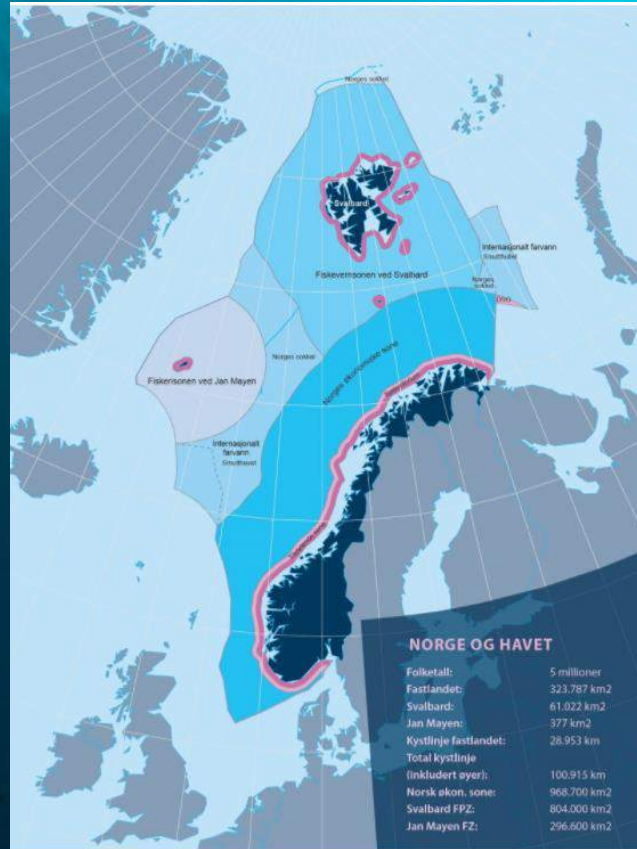 Norges sokkel
Svalbard
Internasjonalt farvann
Smutthullet
Fiskevernsonen ved Svalbard
Norges
sokkel
Norges økonomiske sone
Norges sokkel
Fiskerisonen ved Jan Mayen
Internasjonalt
farvann
Smutthavet
NORGE OG HAVET
Folketall: 5 millioner
Fastlandet: 323.787 km2
Svalbard: 61.022 km2
Jan Mayen: 377 km2
Kystlinje fastlandet: 28.953 km
Total kystlinje
(inkludert øyer): 100.915 km
Norsk økon. sone: 968.700 km2
Svalbard FPZ: 804.000 km2
Jan Mayen FZ: 296.600 km2